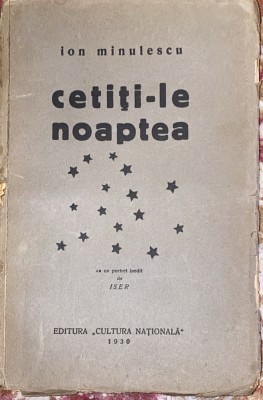 ion minulescu
cetiţi-le
noaptea
cu un portret inedit
de
ISER
EDITURA „CULTURA NAŢIONALĂ"
1930